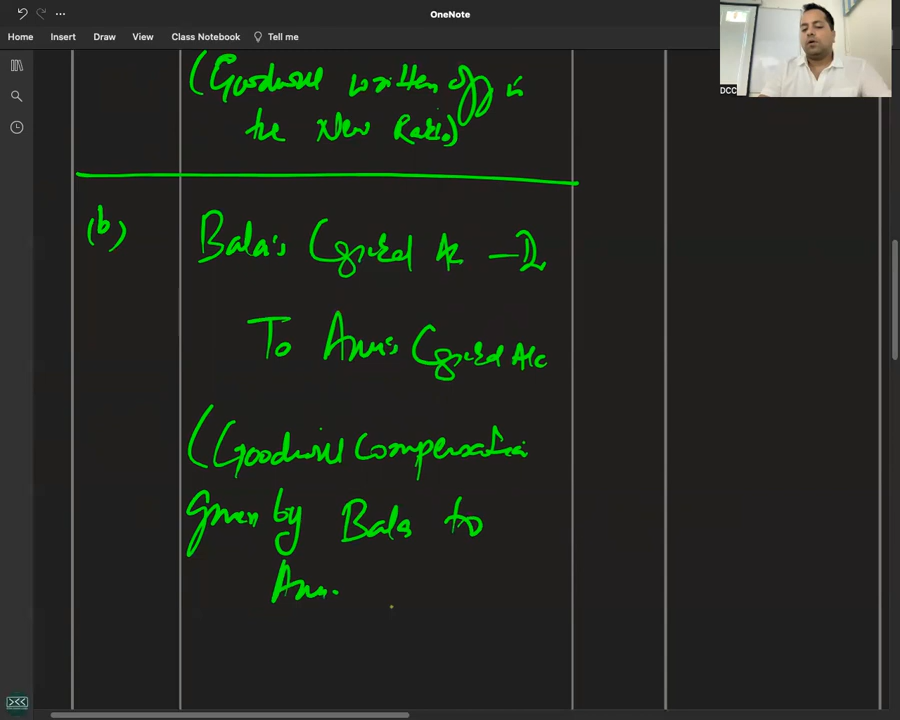 OneNote
Home Insert Draw View Class Notebook Tell me
DCC
(Goodwill written off in
the New Ratio)
(b) Bala's Capital A/c —Dr
To Anu's Capital A/c
(Goodwill Compensation
given by Bala to
Anu.